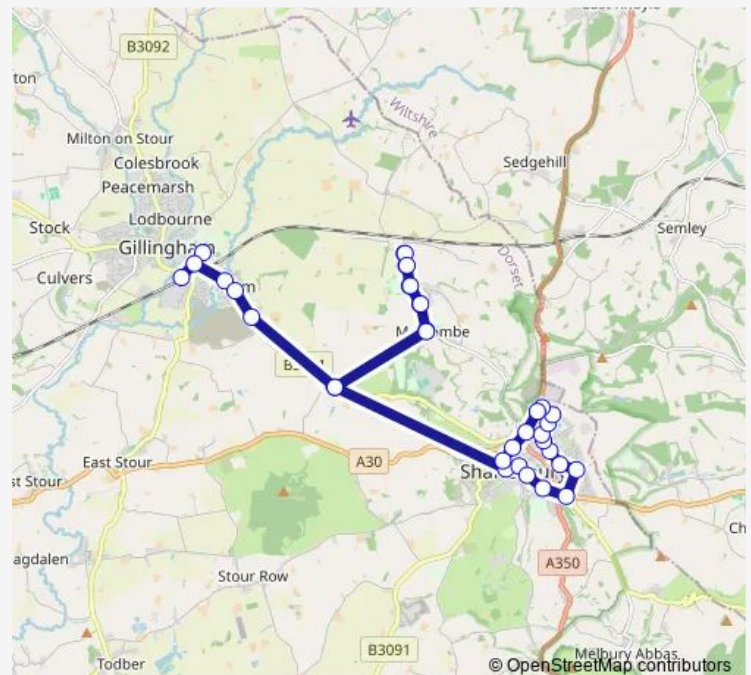 B3092
ton
Wiltshire
Milton on Stour
Colesbrook
Peacemarsh
Sedgehill
Lodbourne
Stock
Gillingham
Semley
Culvers
Dorset
East Stour
A30
st Stour
agdalen
Stour Row
A350
B3091
Todber
Melbury Abbas
© OpenStreetMap contributors